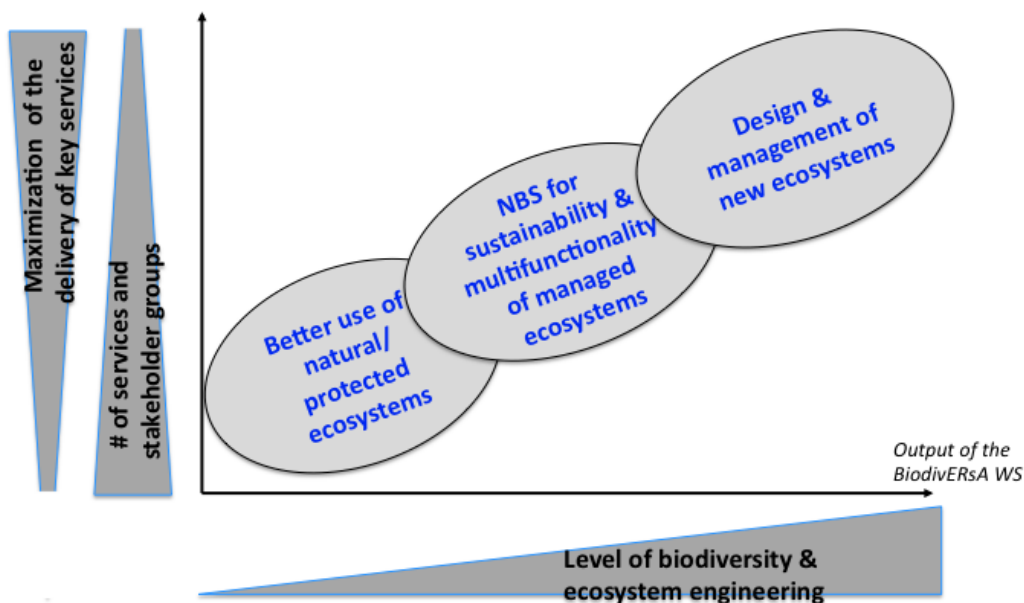 Maximization of the
delivery of key services
# of services and
stakeholder groups
Better use of
natural/
protected
ecosystems
NBS for
sustainability &
multifunctionality
of managed
ecosystems
Design &
management of
new ecosystems
Output of the
BiodivERsA WS
Level of biodiversity &
ecosystem engineering